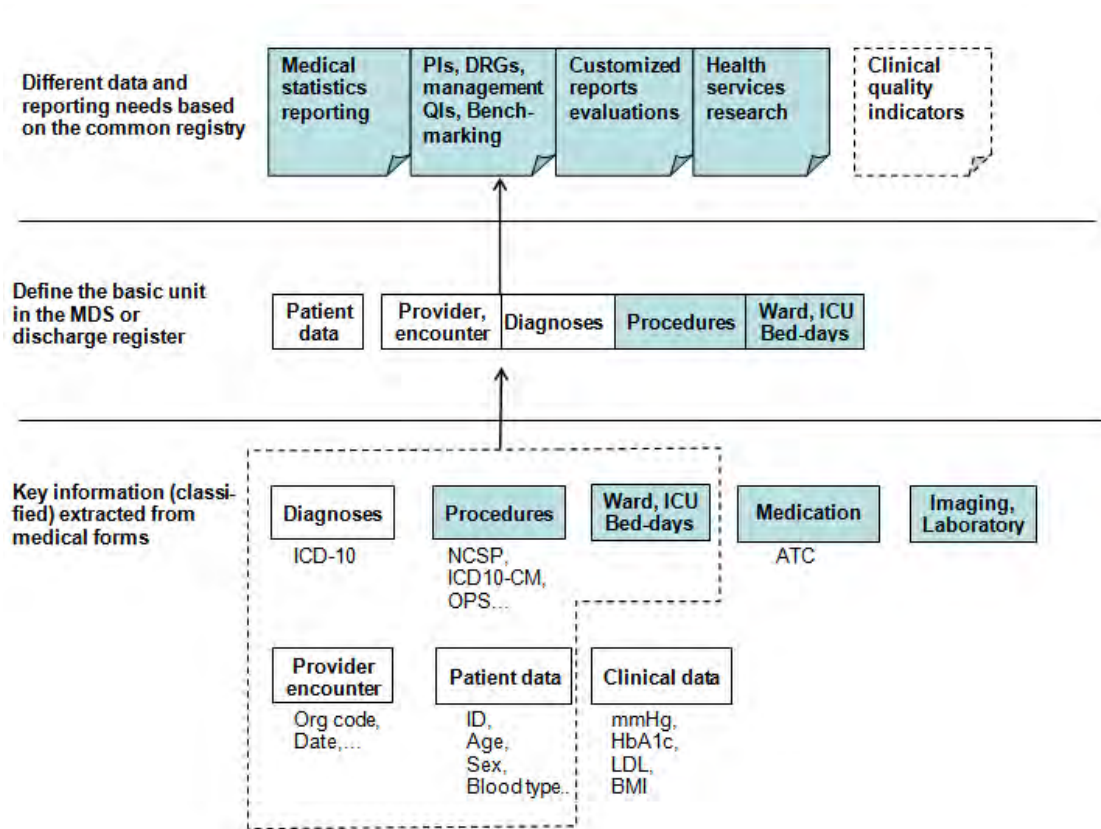 Different data and
reporting needs based
on the common registry
Medical
statistics
reporting
PIs, DRGs,
management
QIs, Bench-
marking
Customized
reports
evaluations
Health
services
research
Clinical
quality
indicators
Define the basic unit
in the MDS or
discharge register
Patient
data
Provider,
encounter
Diagnoses
Procedures
Ward, ICU
Bed-days
Key information (classi-
fied) extracted from
medical forms
Diagnoses
ICD-10
Procedures
NCSP,
ICD10-CM,
OPS...
Ward, ICU
Bed-days
Medication
ATC
Imaging,
Laboratory
Provider
encounter
Org code,
Date,...
Patient data
ID,
Age,
Sex,
Blood type..
Clinical data
mmHg,
HbA1c,
LDL,
BMI